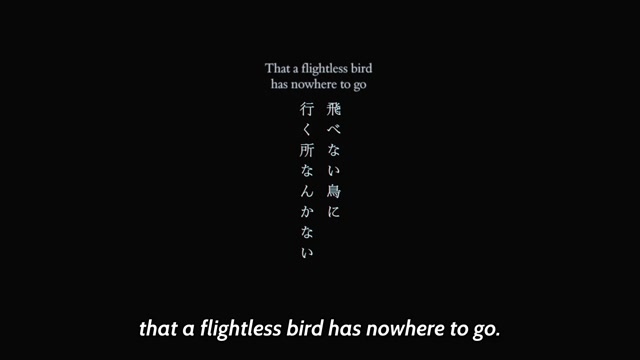 That a flightless bird
has nowhere to go
飛べない鳥に
行く所なんかない
that a flightless bird has nowhere to go.